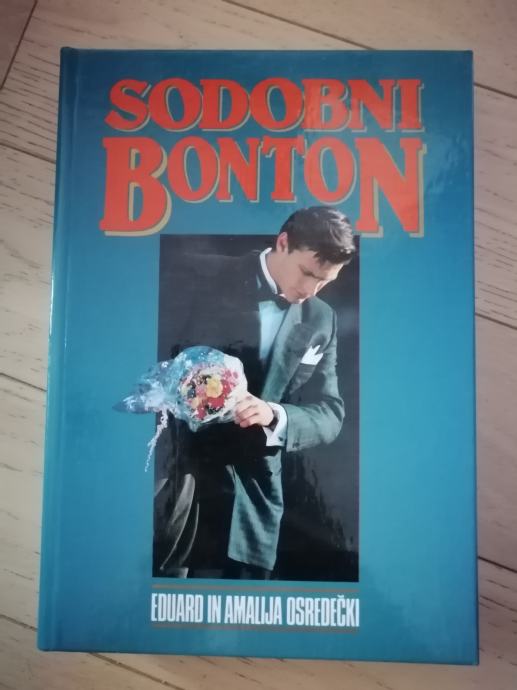 SODOBNI
BONTON
EDUARD IN AMALIJA OSREDEČKI